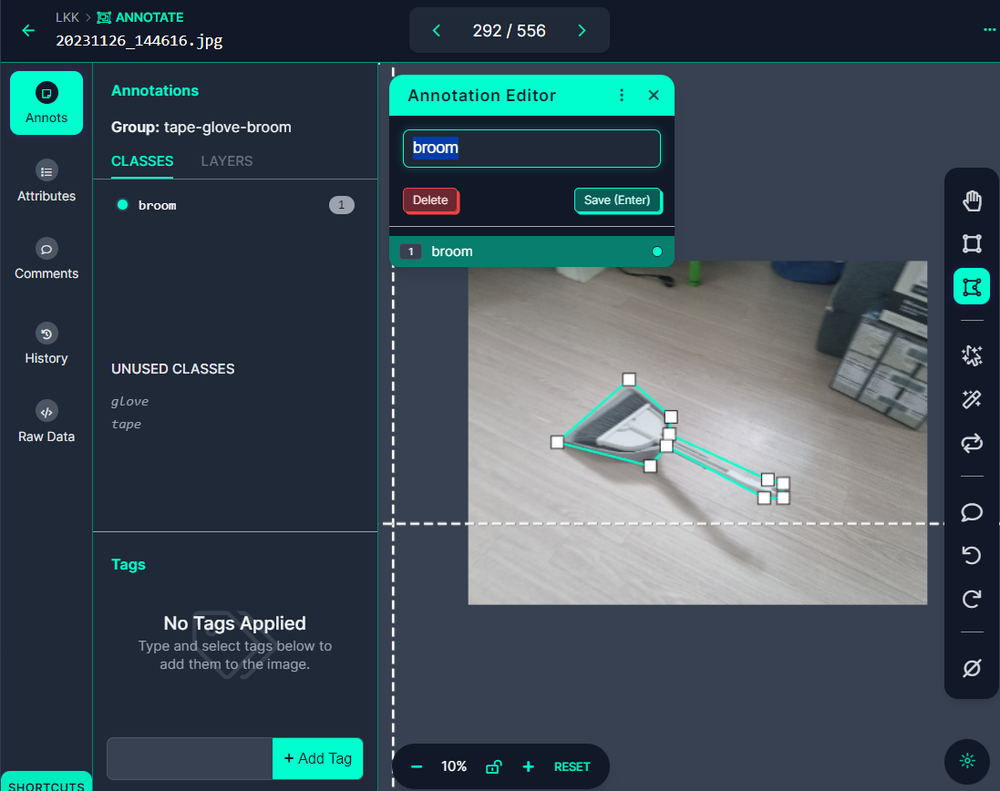 LKK > ANNOTATE
20231126_144616.jpg
292 / 556
Annots
Attributes
Comments
History
Raw Data
SHORTCUTS
Annotations
Group: tape-glove-broom
CLASSES LAYERS
broom 1
UNUSED CLASSES
glove
tape
Tags
No Tags Applied
Type and select tags below to
add them to the image.
+ Add Tag
Annotation Editor
broom
Delete Save (Enter)
1 broom
10% RESET